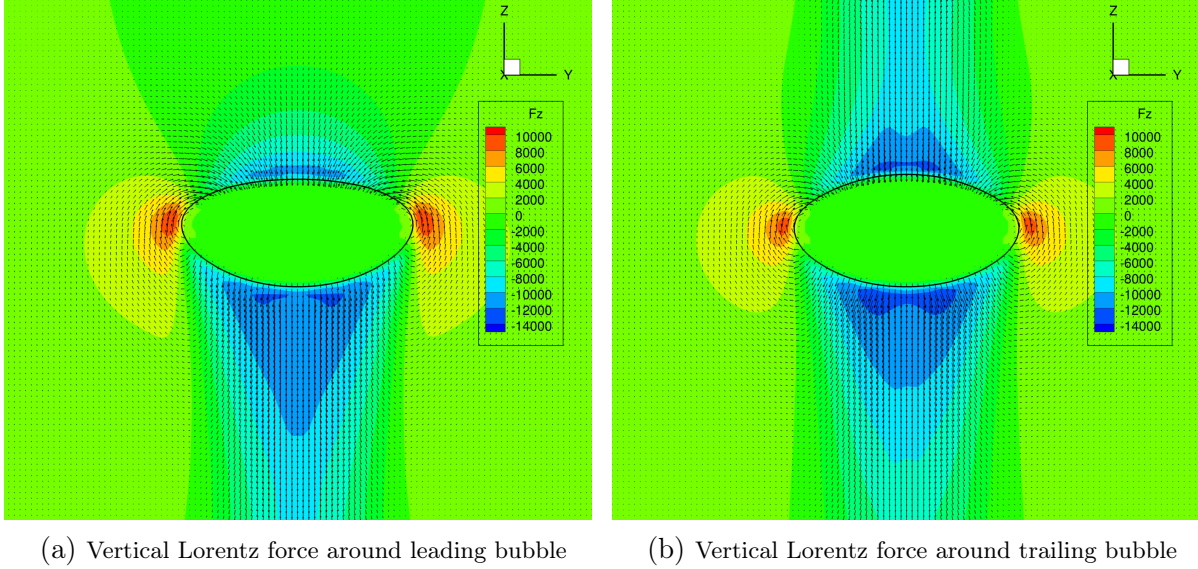 Z
X
Y
Fz
10000
8000
6000
4000
2000
0
-2000
-4000
-6000
-8000
-10000
-12000
-14000
(a) Vertical Lorentz force around leading bubble
Z
X
Y
Fz
10000
8000
6000
4000
2000
0
-2000
-4000
-6000
-8000
-10000
-12000
-14000
(b) Vertical Lorentz force around trailing bubble